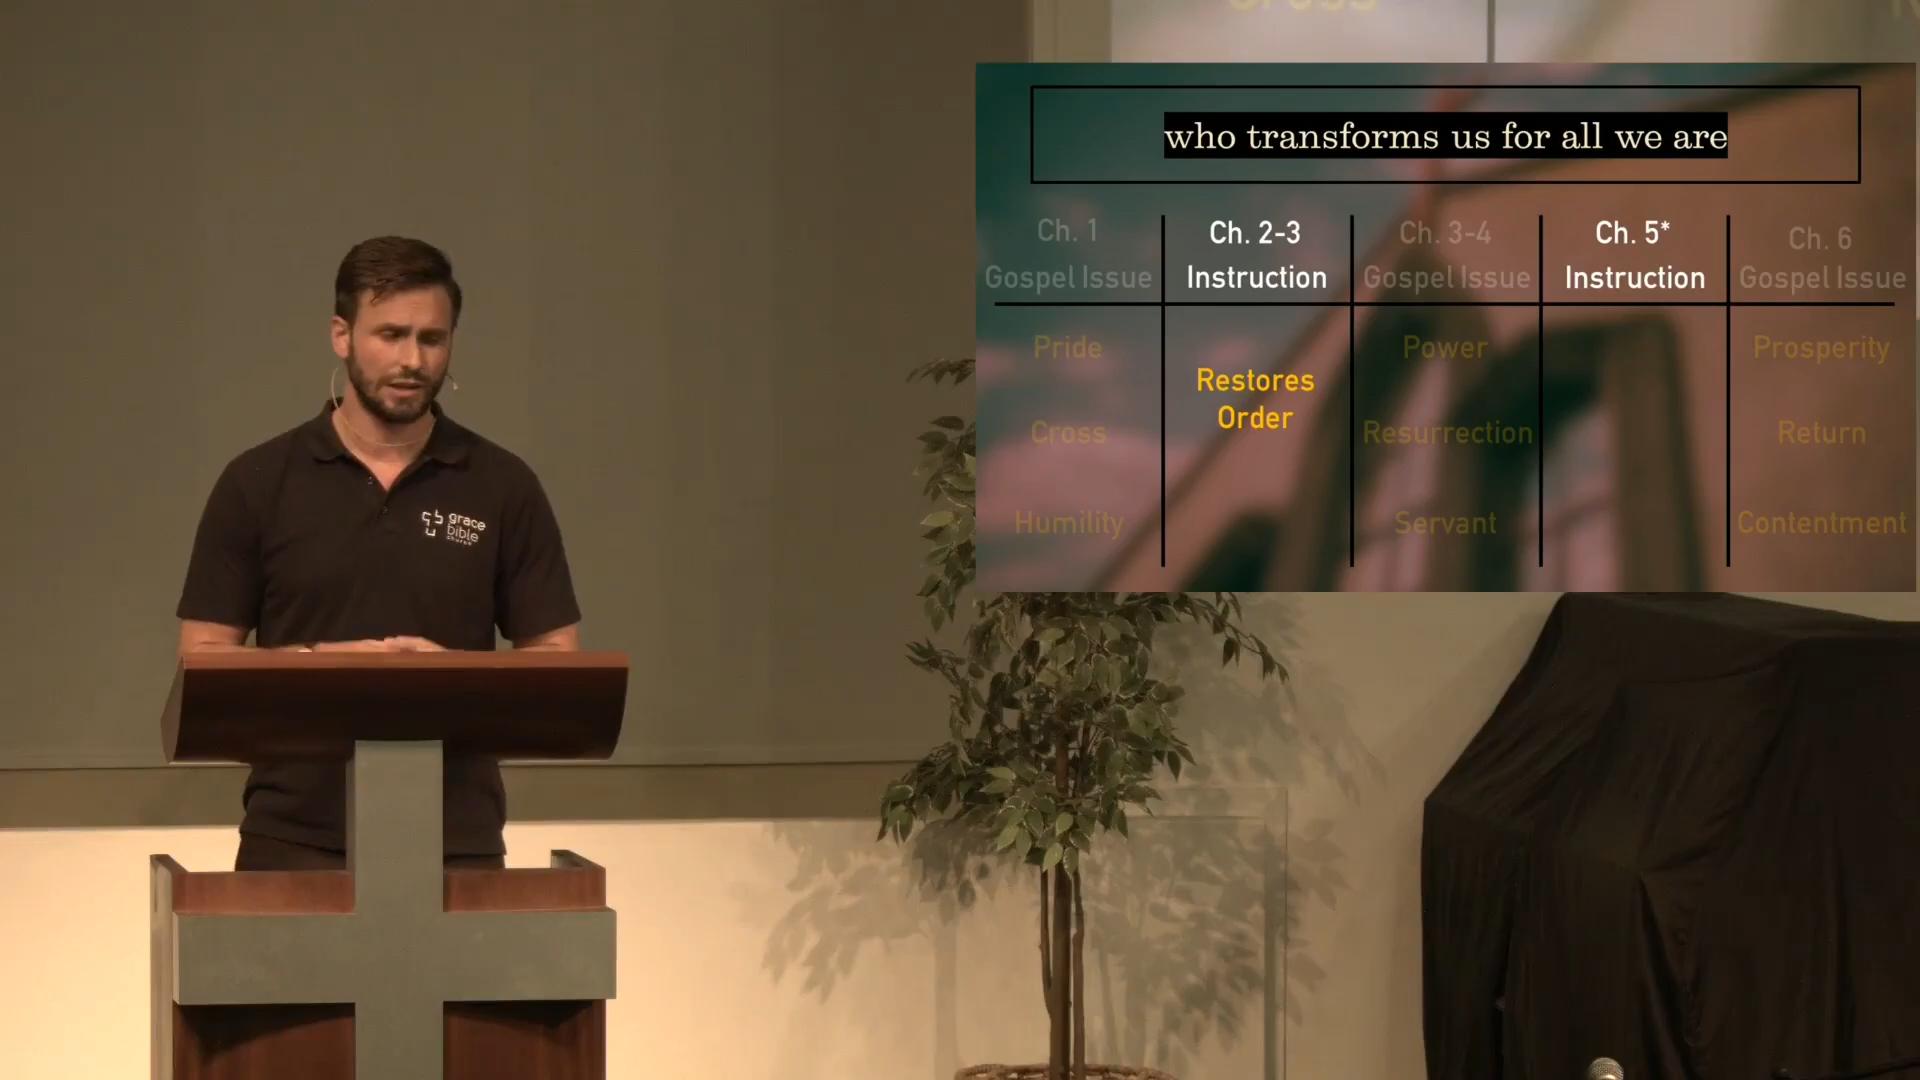 Cross
who transforms us for all we are
Ch. 1
Gospel Issue
Ch. 2-3
Instruction
Ch. 3-4
Gospel Issue
Ch. 5*
Instruction
Ch. 6
Gospel Issue
Pride
Cross
Humility
Restores
Order
Power
Resurrection
Servant
Prosperity
Return
Contentment
grace
bible
church